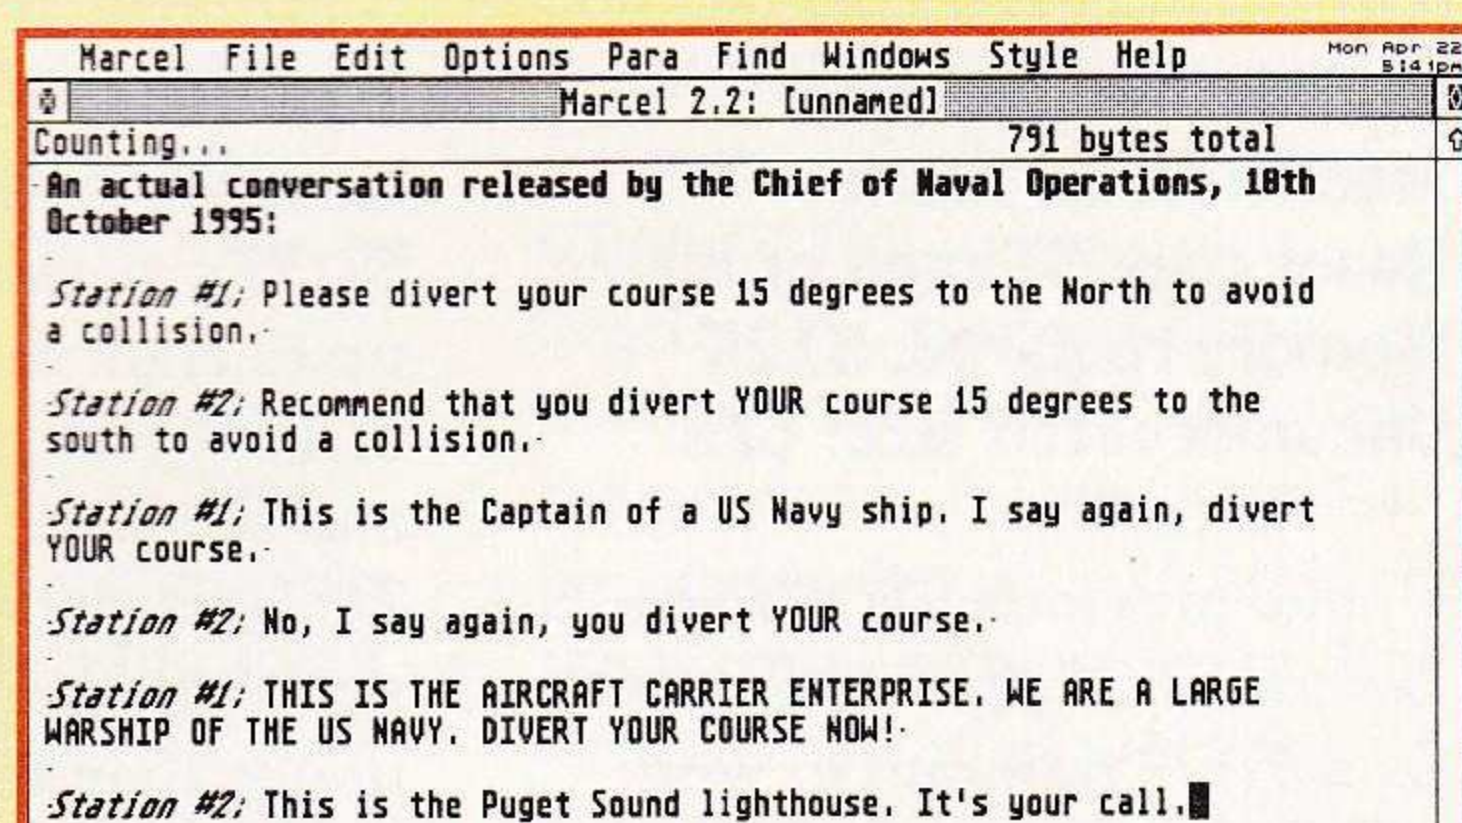 Marcel File Edit Options Para Find Windows Style Help Mon Apr 22
5:41pm
Marcel 2.2: [unnamed]
Counting... 791 bytes total
An actual conversation released by the Chief of Naval Operations, 10th
October 1995:
Station #1: Please divert your course 15 degrees to the North to avoid
a collision.
Station #2: Recommend that you divert YOUR course 15 degrees to the
south to avoid a collision.
Station #1: This is the Captain of a US Navy ship. I say again, divert
YOUR course.
Station #2: No, I say again, you divert YOUR course.
Station #1: THIS IS THE AIRCRAFT CARRIER ENTERPRISE. WE ARE A LARGE
WARSHIP OF THE US NAVY. DIVERT YOUR COURSE NOW!
Station #2: This is the Puget Sound lighthouse. It's your call.